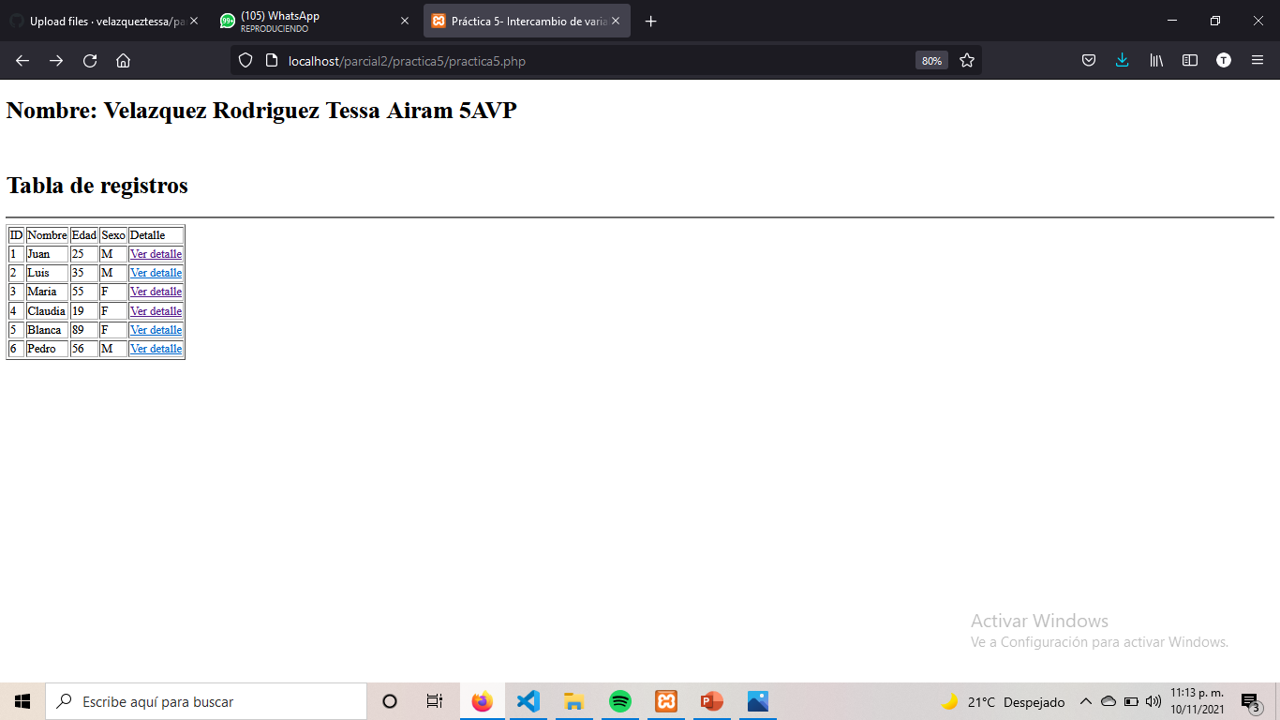 Upload files · velazqueztessa/pa
(105) WhatsApp
REPRODUCIENDO
Práctica 5- Intercambio de varia
localhost/parcial2/practica5/practica5.php
80%
T
Nombre: Velazquez Rodriguez Tessa Airam 5AVP
Tabla de registros
ID Nombre Edad Sexo Detalle
1 Juan 25 M Ver detalle
2 Luis 35 M Ver detalle
3 Maria 55 F Ver detalle
4 Claudia 19 F Ver detalle
5 Blanca 89 F Ver detalle
6 Pedro 56 M Ver detalle
Activar Windows
Ve a Configuración para activar Windows.
Escribe aquí para buscar
21°C Despejado
11:13 p. m.
10/11/2021
3